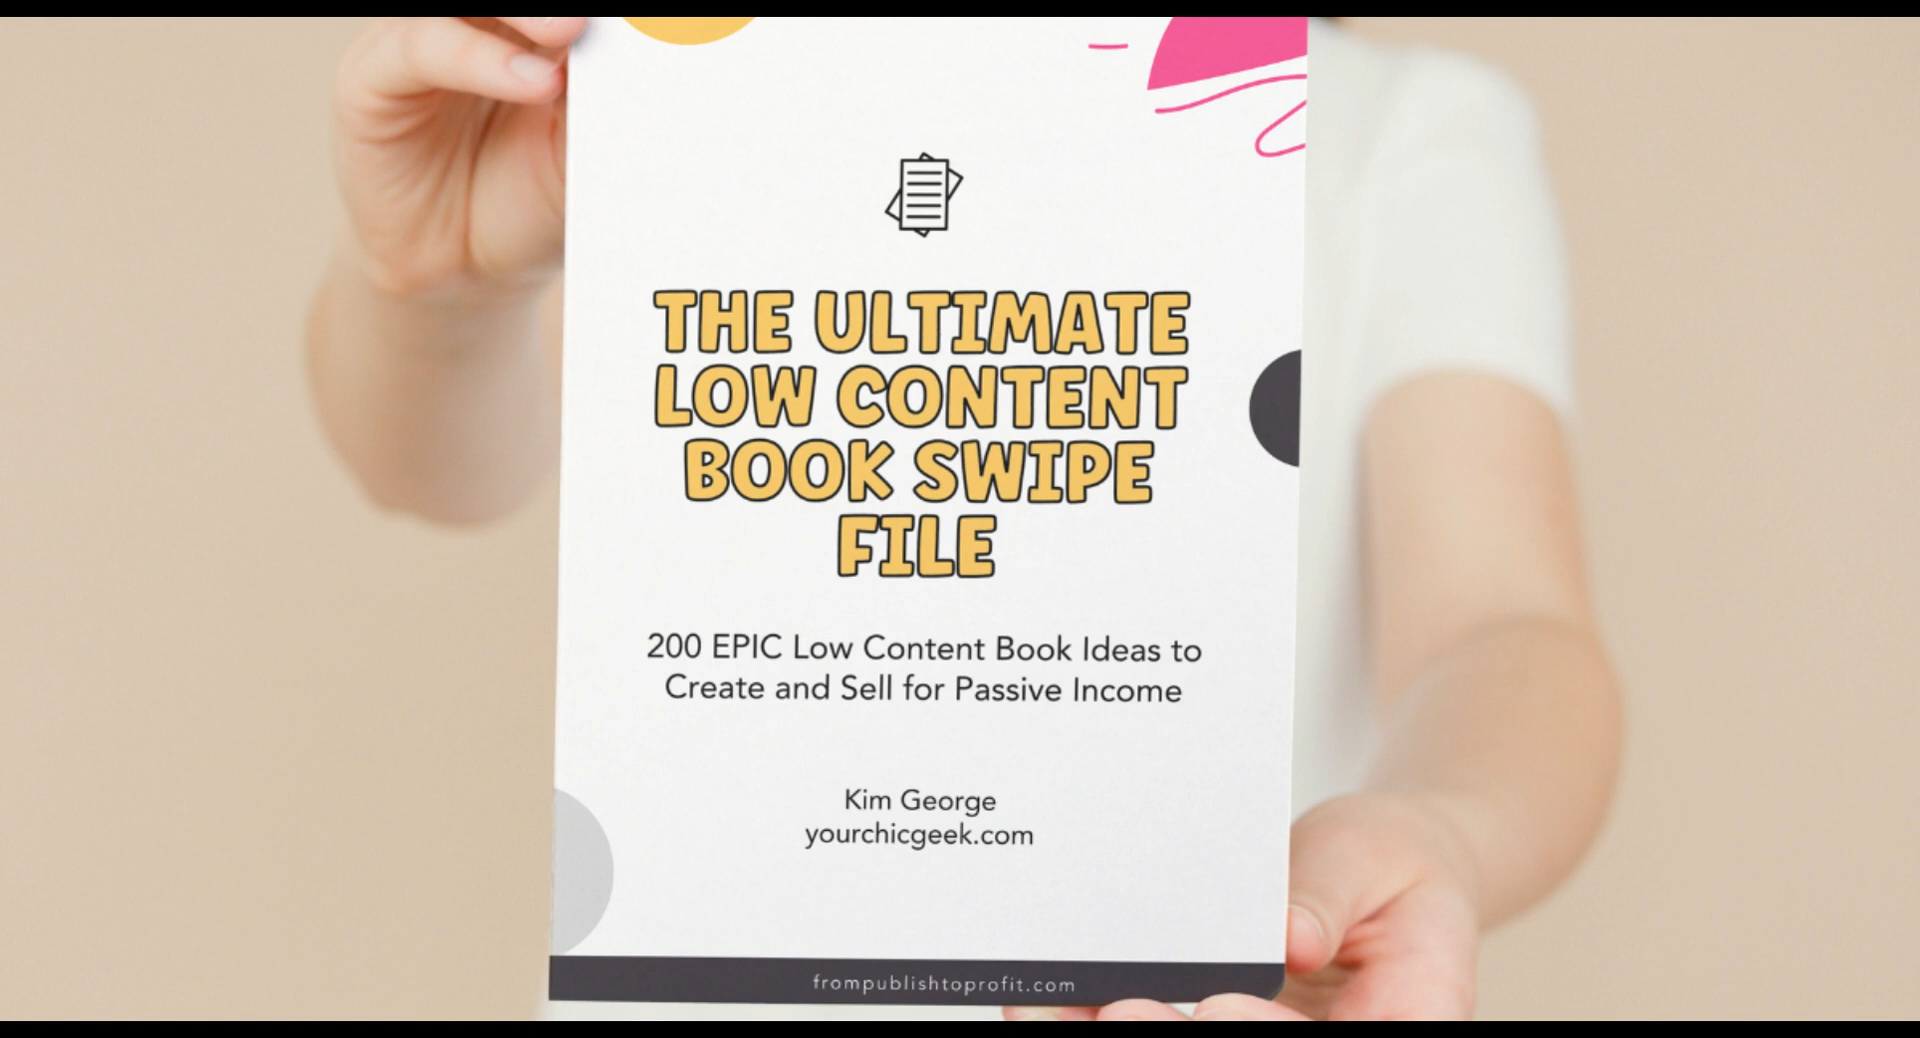 THE ULTIMATE
LOW CONTENT
BOOK SWIPE
FILE
200 EPIC Low Content Book Ideas to
Create and Sell for Passive Income
Kim George
yourchicgeek.com
frompublishtoprofit.com